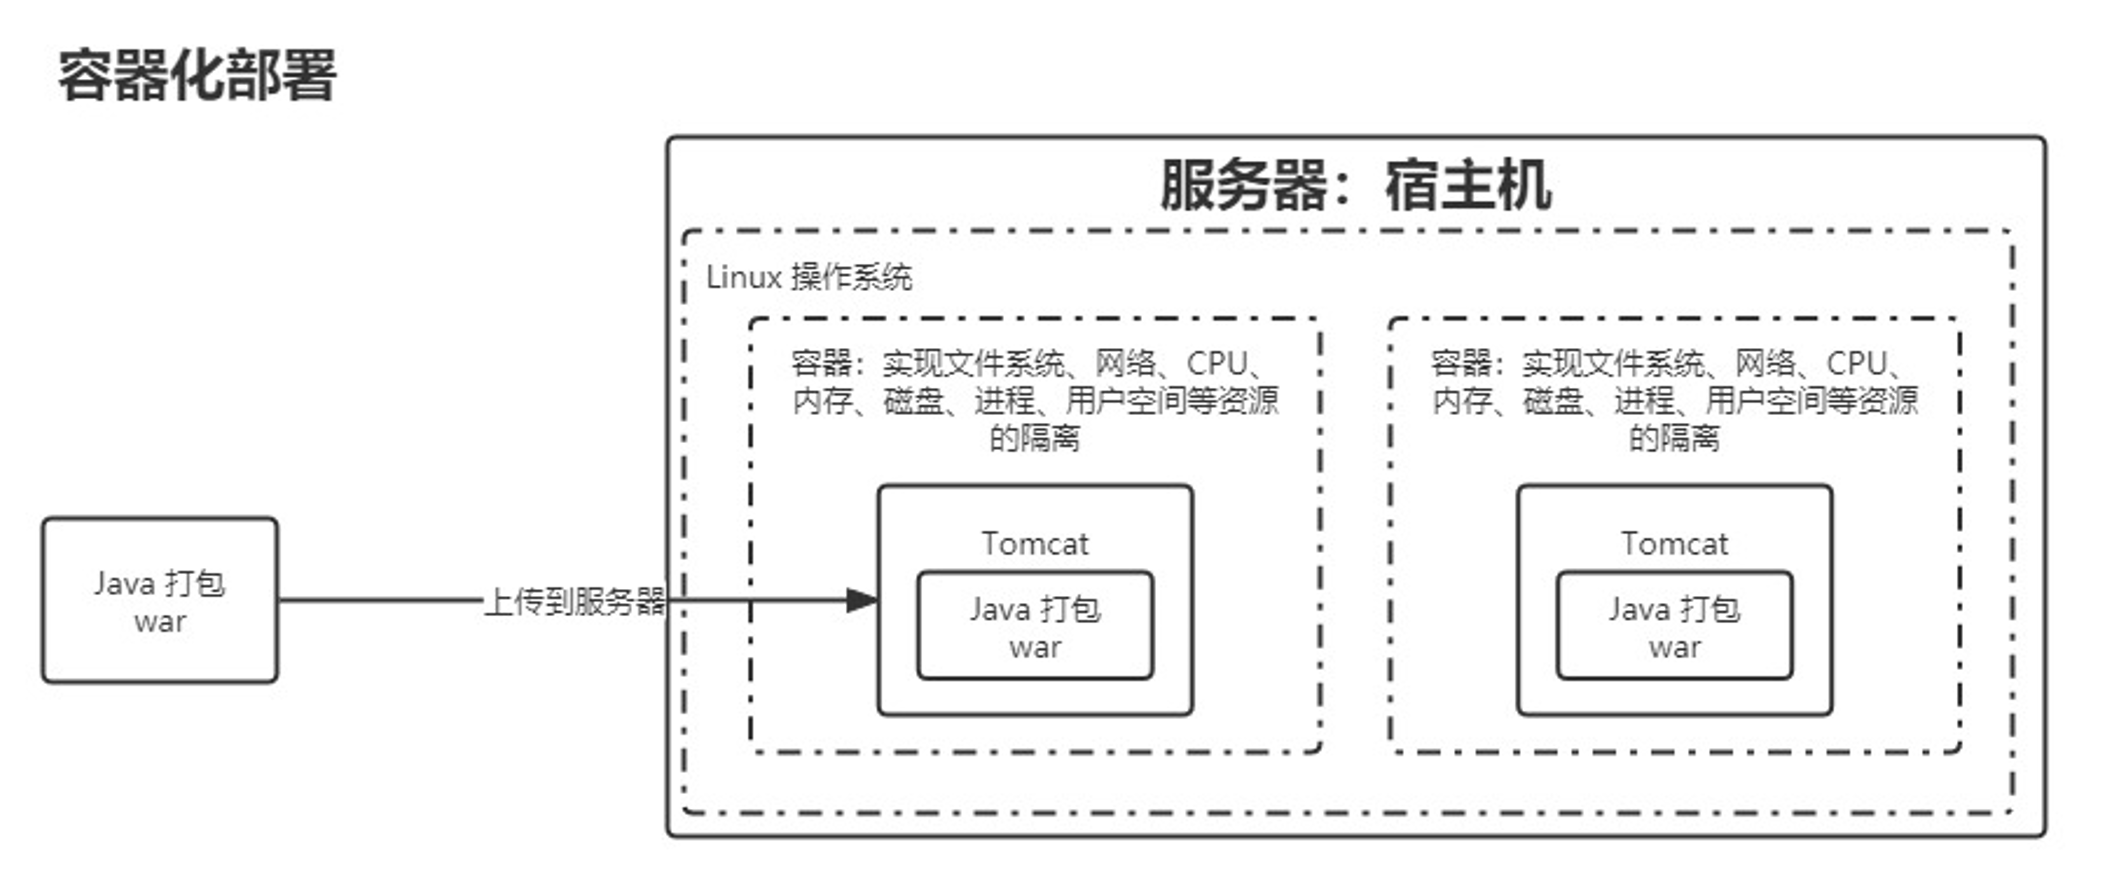 容器化部署
服务器：宿主机
Linux 操作系统
容器：实现文件系统、网络、CPU、
内存、磁盘、进程、用户空间等资源
的隔离
容器：实现文件系统、网络、CPU、
内存、磁盘、进程、用户空间等资源
的隔离
Java 打包
war
上传到服务器
Tomcat
Java 打包
war
Tomcat
Java 打包
war